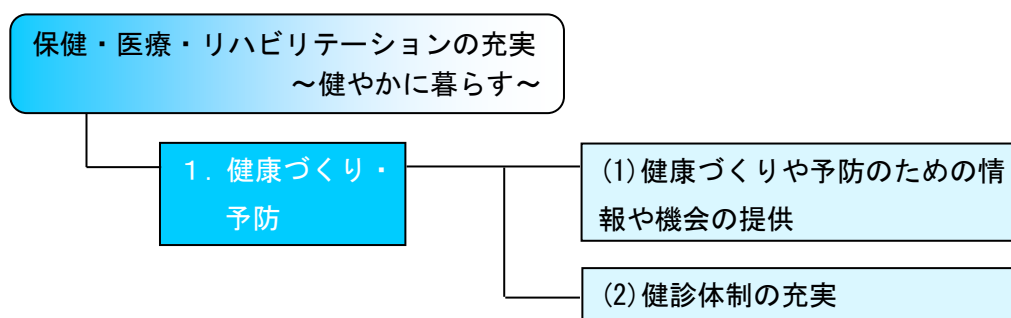 保健・医療・リハビリテーションの充実
～健やかに暮らす～
１．健康づくり・
予防
(1)健康づくりや予防のための情
報や機会の提供
(2)健診体制の充実